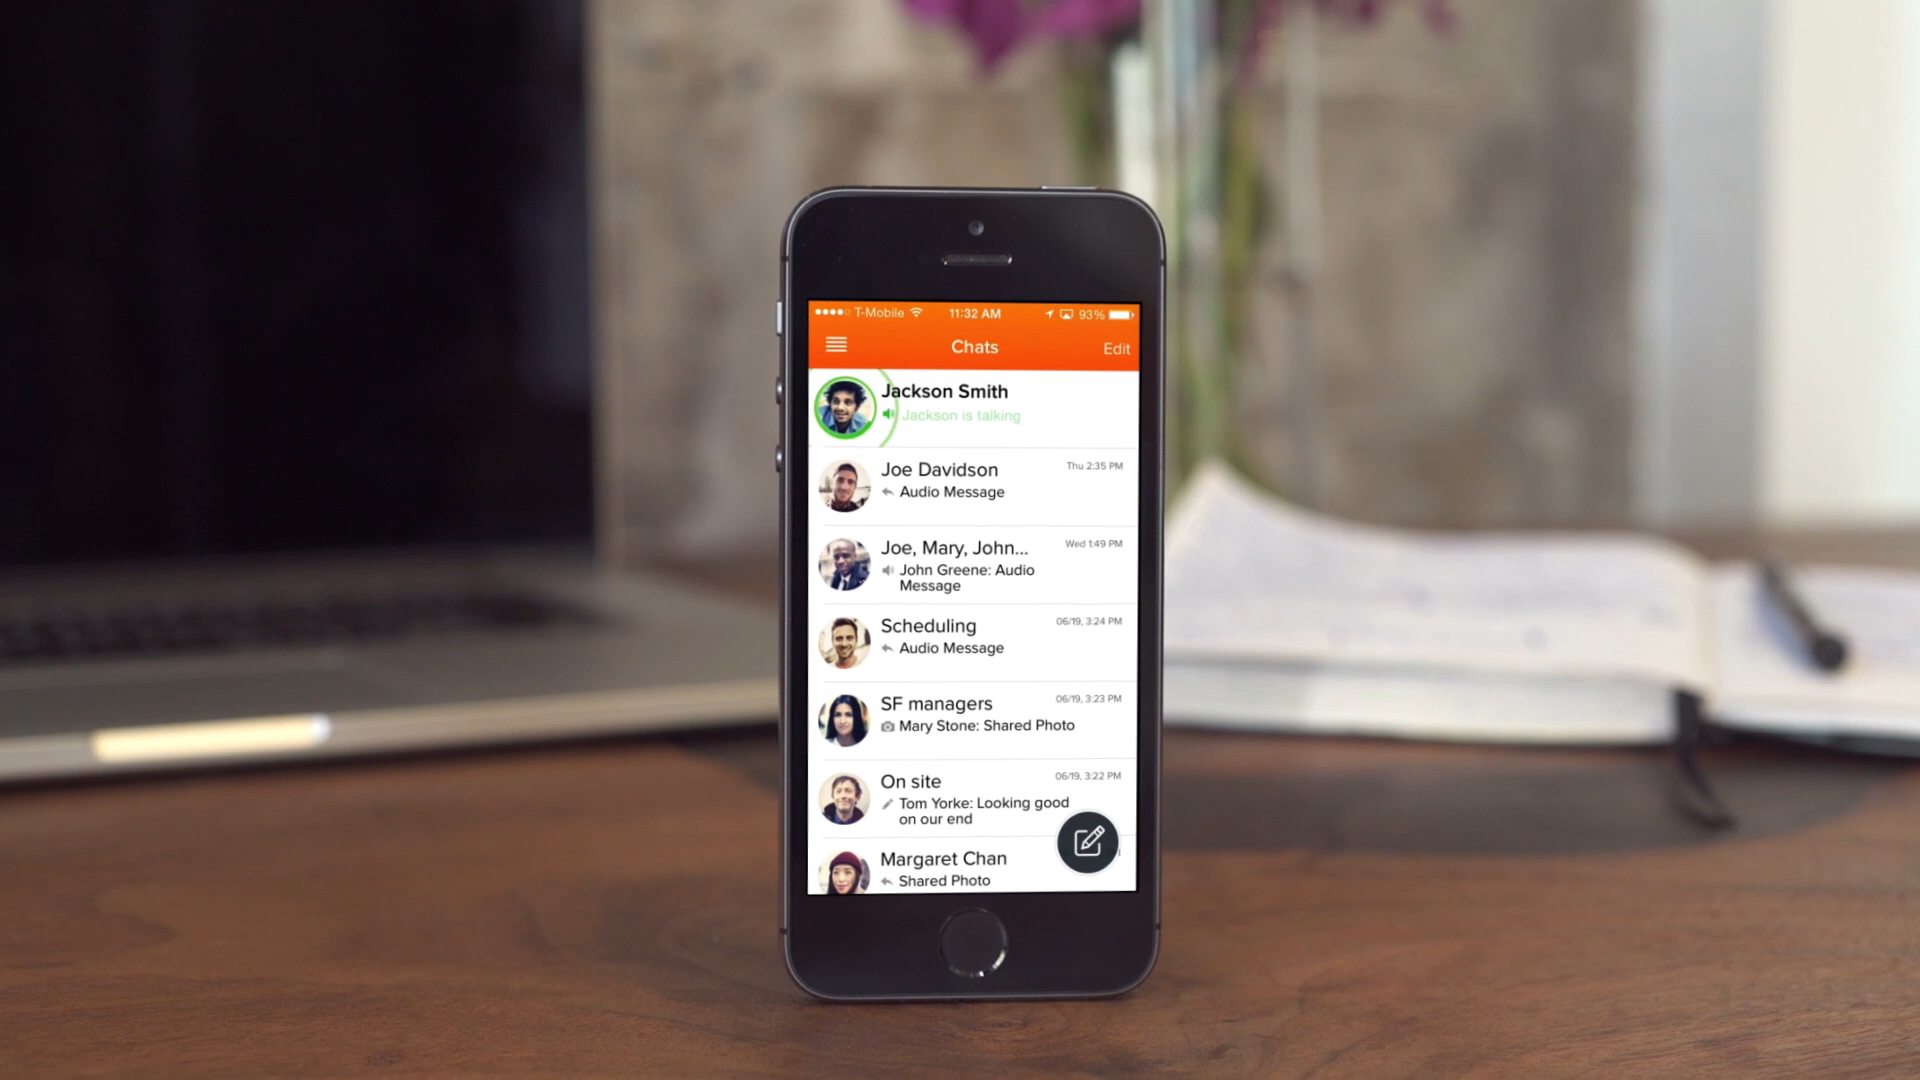 T-Mobile 11:32 AM 93%
Chats Edit
Jackson Smith
Jackson is talking
Joe Davidson Thu 2:35 PM
Audio Message
Joe, Mary, John... Wed 1:49 PM
John Greene: Audio
Message
Scheduling 06/19, 3:24 PM
Audio Message
SF managers 06/19, 3:23 PM
Mary Stone: Shared Photo
On site 06/19, 3:22 PM
Tom Yorke: Looking good
on our end
Margaret Chan
Shared Photo